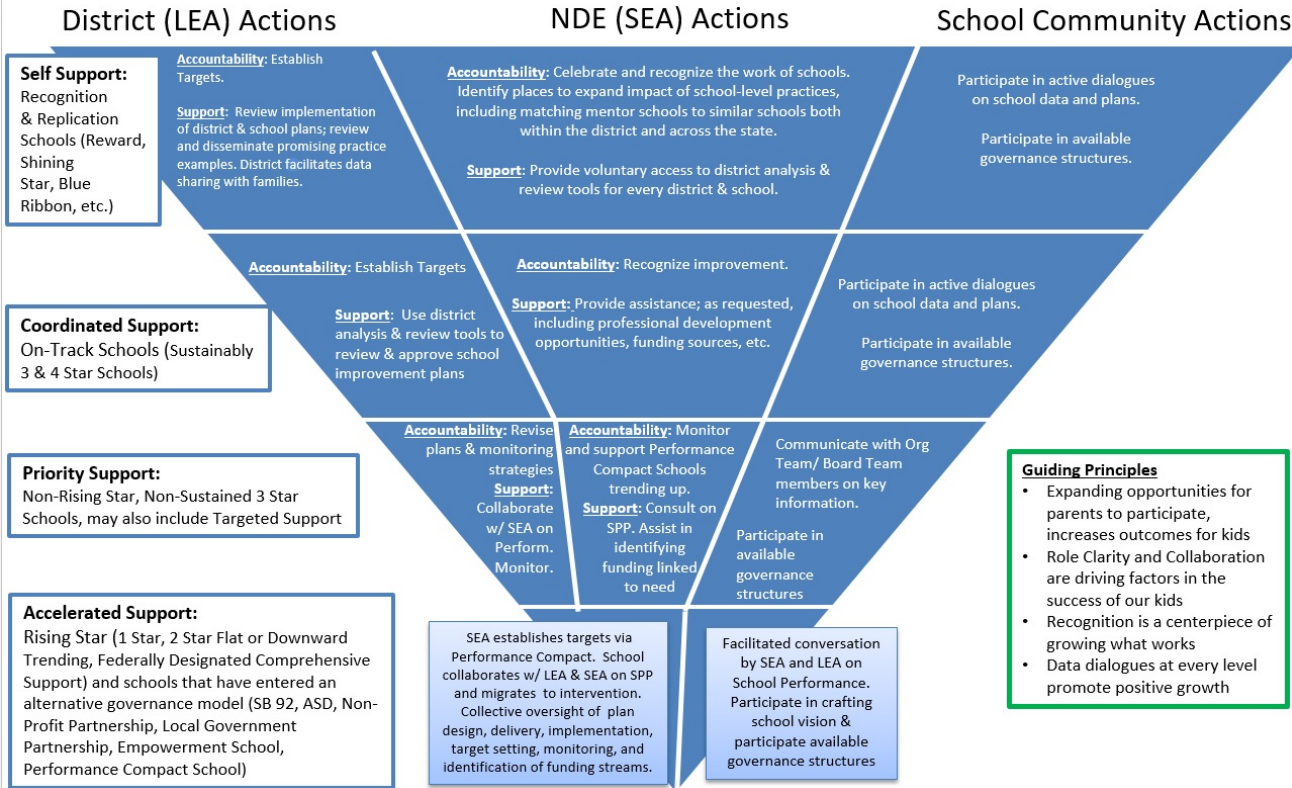 District (LEA) Actions
NDE (SEA) Actions
School Community Actions
Self Support:
Recognition
& Replication
Schools (Reward,
Shining
Star, Blue
Ribbon, etc.)
Accountability: Establish
Targets.
Support:  Review implementation
of district & school plans; review
and disseminate promising practice
examples. District facilitates data
sharing with families.
Accountability: Celebrate and recognize the work of schools.
Identify places to expand impact of school-level practices,
including matching mentor schools to similar schools both
within the district and across the state.
Support: Provide voluntary access to district analysis &
review tools for every district & school.
Participate in active dialogues
on school data and plans.
Participate in available
governance structures.
Coordinated Support:
On-Track Schools (Sustainably
3 & 4 Star Schools)
Accountability: Establish Targets
Support:  Use district
analysis & review tools to
review & approve school
improvement plans
Accountability: Recognize improvement.
Support: Provide assistance; as requested,
including professional development
opportunities, funding sources, etc.
Participate in active dialogues
on school data and plans.
Participate in available
governance structures.
Priority Support:
Non-Rising Star, Non-Sustained 3 Star
Schools, may also include Targeted Support
Accountability: Revise
plans & monitoring
strategies
Support:
Collaborate
w/ SEA on
Perform.
Monitor.
Accountability: Monitor
and support Performance
Compact Schools
trending up.
Support: Consult on
SPP. Assist in
identifying
funding linked
to need
Communicate with Org
Team/ Board Team
members on key
information.
Participate in
available
governance
structures
Accelerated Support:
Rising Star (1 Star, 2 Star Flat or Downward
Trending, Federally Designated Comprehensive
Support) and schools that have entered an
alternative governance model (SB 92, ASD, Non-
Profit Partnership, Local Government
Partnership, Empowerment School,
Performance Compact School)
SEA establishes targets via
Performance Compact.  School
collaborates w/ LEA & SEA on SPP
and migrates  to intervention.
Collective oversight of  plan
design, delivery, implementation,
target setting, monitoring, and
identification of funding streams.
Facilitated conversation
by SEA and LEA on
School Performance.
Participate in crafting
school vision &
participate available
governance structures
Guiding Principles
• Expanding opportunities for
parents to participate,
increases outcomes for kids
• Role Clarity and Collaboration
are driving factors in the
success of our kids
• Recognition is a centerpiece of
growing what works
• Data dialogues at every level
promote positive growth